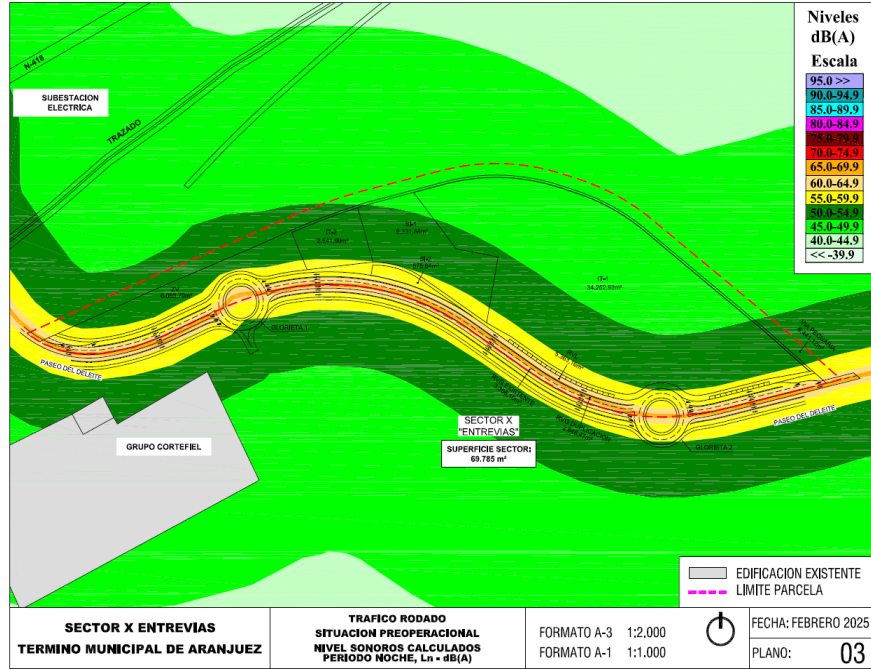 Niveles
dB(A)
Escala
95.0 >>
90.0-94.9
85.0-89.9
80.0-84.9
75.0-79.9
70.0-74.9
65.0-69.9
60.0-64.9
55.0-59.9
50.0-54.9
45.0-49.9
40.0-44.9
<< -39.9
N-418
SUBESTACION
ELECTRICA
TRAZADO
IT-1
GLORIETA 1
PASEO DEL DELEITE
GRUPO CORTEFIEL
SECTOR X
"ENTREVIAS"
SUPERFICIE SECTOR:
69.785 m²
PASEO DEL DELEITE
GLORIETA 2
EDIFICACION EXISTENTE
LIMITE PARCELA
SECTOR X ENTREVIAS
TERMINO MUNICIPAL DE ARANJUEZ
TRAFICO RODADO
SITUACION PREOPERACIONAL
NIVEL SONOROS CALCULADOS
PERIODO NOCHE, Ln - dB(A)
FORMATO A-3 1:2.000
FORMATO A-1 1:1.000
FECHA: FEBRERO 2025
PLANO: 03